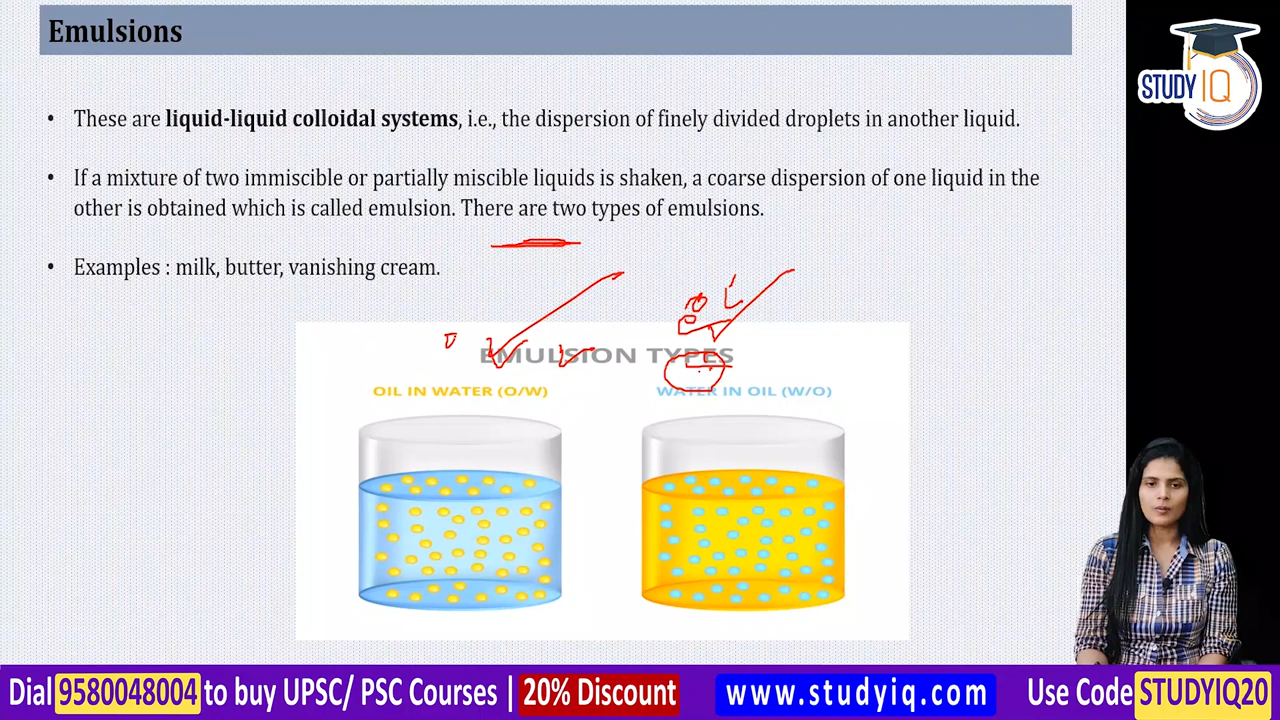 Emulsions
STUDY IQ
• These are liquid-liquid colloidal systems, i.e., the dispersion of finely divided droplets in another liquid.
• If a mixture of two immiscible or partially miscible liquids is shaken, a coarse dispersion of one liquid in the
other is obtained which is called emulsion. There are two types of emulsions.
• Examples : milk, butter, vanishing cream.
EMULSION TYPES
OIL IN WATER (O/W) WATER IN OIL (W/O)
Dial 9580048004 to buy UPSC/ PSC Courses | 20% Discount www.studyiq.com Use Code STUDYIQ20